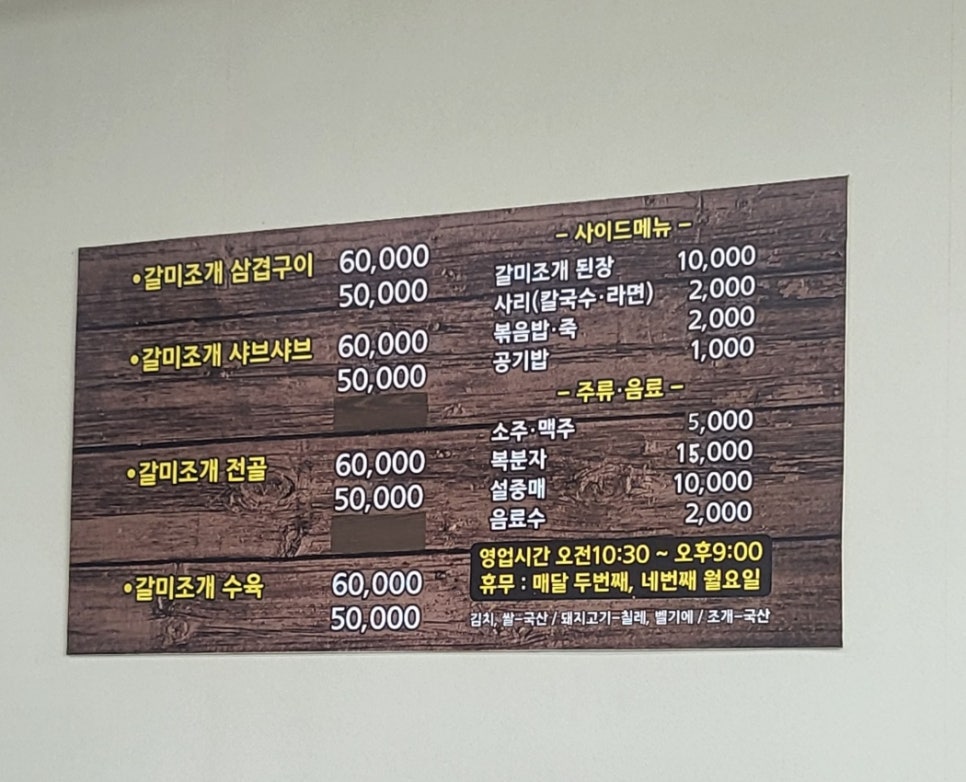 •갈미조개 삼겹구이 60,000
50,000
•갈미조개 샤브샤브 60,000
50,000
•갈미조개 전골 60,000
50,000
•갈미조개 수육 60,000
50,000
– 사이드메뉴 –
갈미조개 된장 10,000
사리(칼국수·라면) 2,000
볶음밥·죽 2,000
공기밥 1,000
– 주류·음료 –
소주·맥주 5,000
복분자 15,000
설중매 10,000
음료수 2,000
영업시간 오전10:30 ~ 오후9:00
휴무 : 매달 두번째, 네번째 월요일
김치, 쌀-국산 / 돼지고기-칠레, 벨기에 / 조개-국산